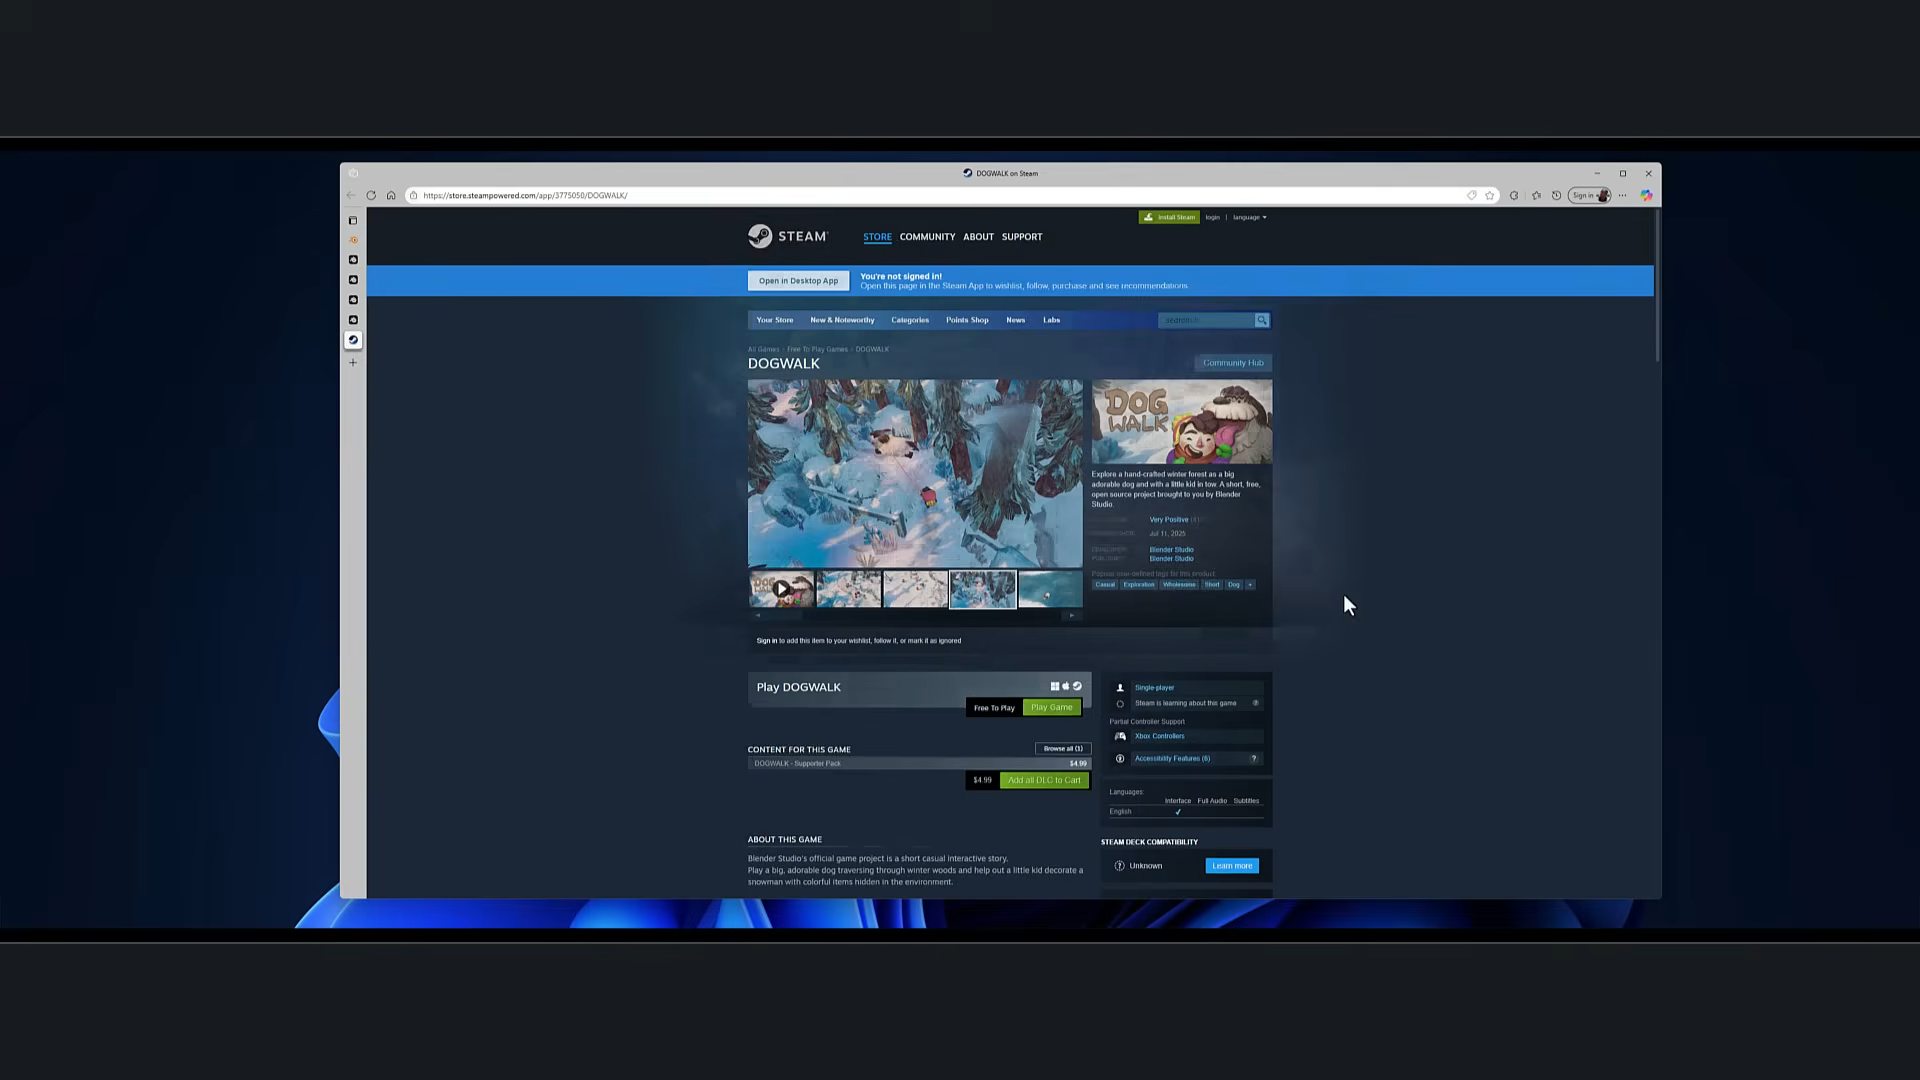 DOGWALK on Steam
https://store.steampowered.com/app/3775050/DOGWALK/
Sign in
Install Steam
login | language
STEAM
STORE COMMUNITY ABOUT SUPPORT
Open in Desktop App
You're not signed in!
Open this page in the Steam App to wishlist, follow, purchase and see recommendations.
Your Store New & Noteworthy Categories Points Shop News Labs
All Games > Free To Play Games > DOGWALK
DOGWALK
Community Hub
DOG
WALK
Explore a hand-crafted winter forest as a big
adorable dog and with a little kid in tow. A short, free,
open source project brought to you by Blender
Studio.
Very Positive
Jul 11, 2025
Blender Studio
Blender Studio
Popular user-defined tags for this product:
Casual Exploration Wholesome Short Dog +
Sign in to add this item to your wishlist, follow it, or mark it as ignored
Play DOGWALK
Free To Play
Play Game
CONTENT FOR THIS GAME
Browse all (1)
DOGWALK - Supporter Pack
$4.99
$4.99
Add all DLC to Cart
ABOUT THIS GAME
Blender Studio's official game project is a short casual interactive story.
Play a big, adorable dog traversing through winter woods and help out a little kid decorate a
snowman with colorful items hidden in the environment.
Single-player
Steam is learning about this game
Partial Controller Support
Xbox Controllers
Accessibility Features (6)
?
Languages:
Interface Full Audio Subtitles
English ✓
STEAM DECK COMPATIBILITY
Unknown
Learn more